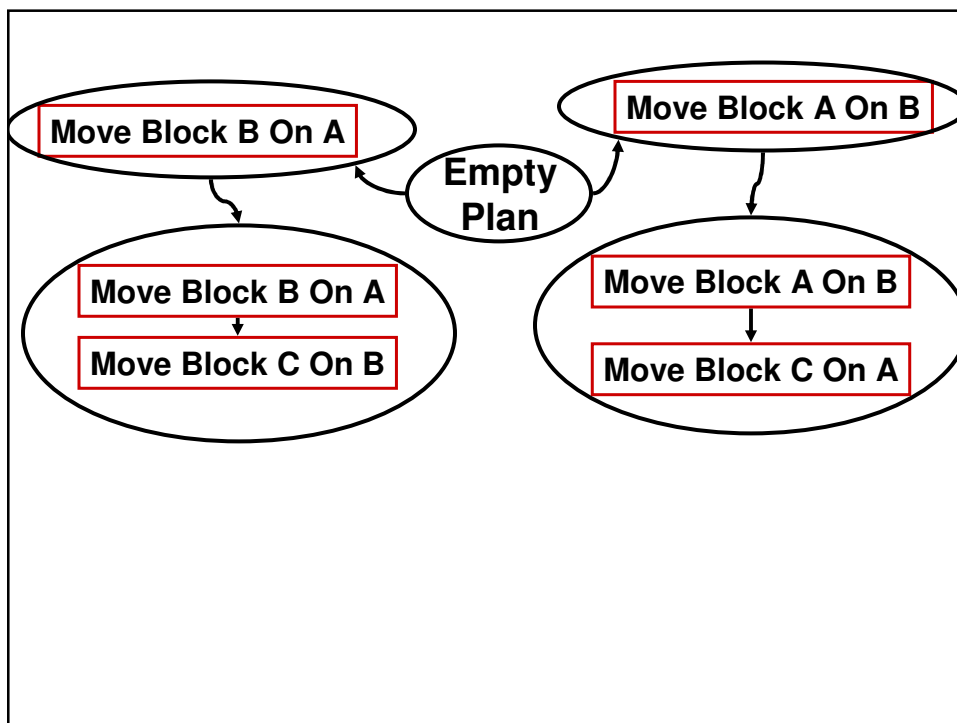 Move Block B On A
Move Block A On B
Empty
Plan
Move Block B On A
Move Block C On B
Move Block A On B
Move Block C On A